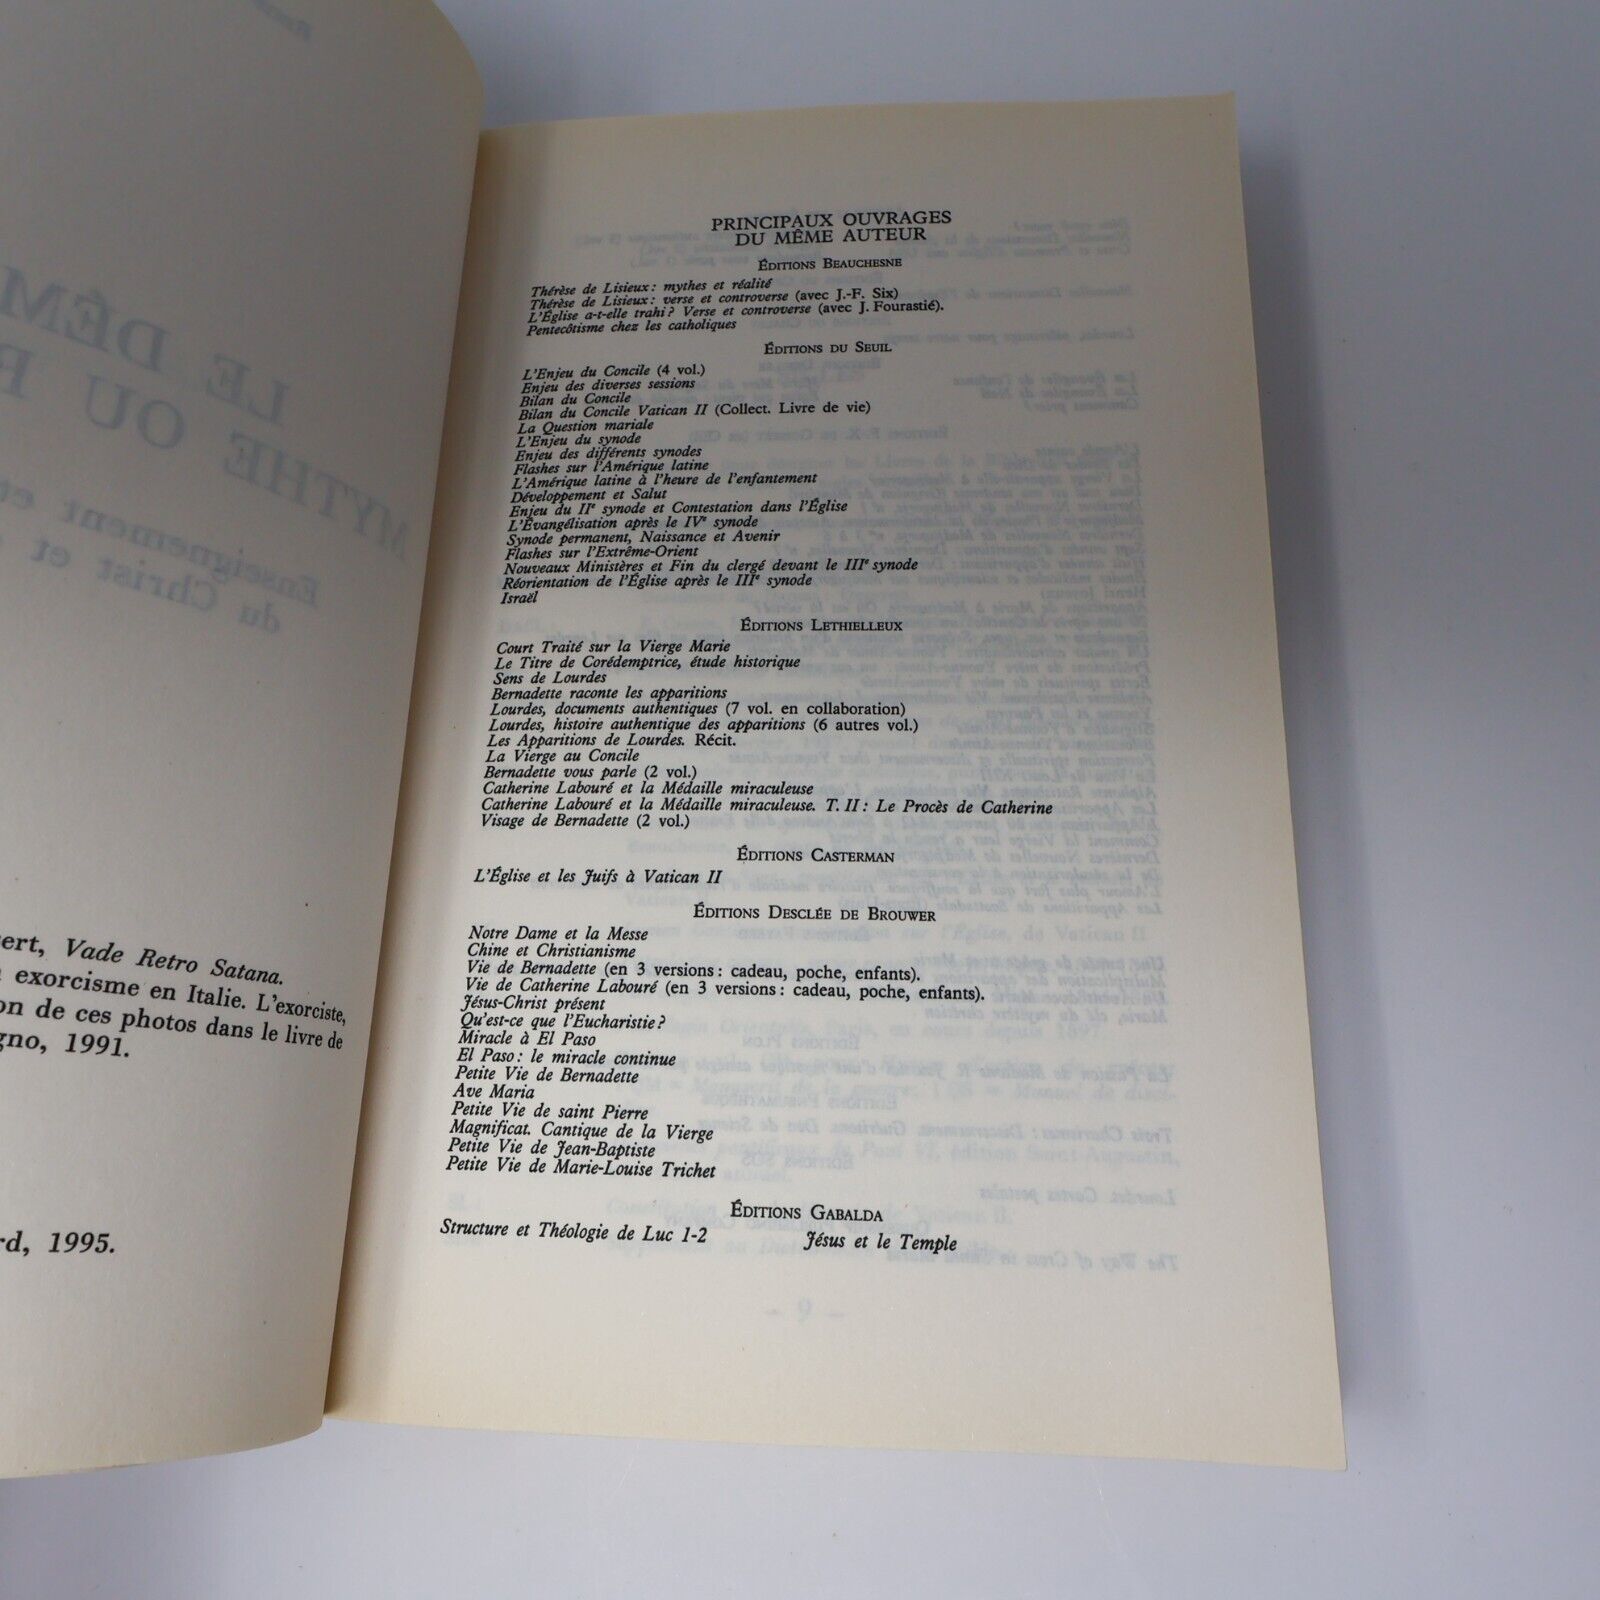 ert, Vade Retro Satana.
exorcisme en Italie. L'exorciste,
on de ces photos dans le livre de
gno, 1991.
rd, 1995.
PRINCIPAUX OUVRAGES
DU MÊME AUTEUR
ÉDITIONS BEAUCHESNE
Thérèse de Lisieux : mythes et réalité
Thérèse de Lisieux : verse et controverse (avec J.-F. Six)
L'Église a-t-elle trahi ? Verse et controverse (avec J. Fourastié).
Pentecôtisme chez les catholiques
ÉDITIONS DU SEUIL
L'Enjeu du Concile (4 vol.)
Enjeu des diverses sessions
Bilan du Concile
Bilan du Concile Vatican II (Collect. Livre de vie)
La Question mariale
L'Enjeu du synode
Enjeu des différents synodes
Flashes sur l'Amérique latine
L'Amérique latine à l'heure de l'enfantement
Développement et Salut
Enjeu du IIe synode et Contestation dans l'Église
L'Évangélisation après le IVe synode
Synode permanent, Naissance et Avenir
Flashes sur l'Extrême-Orient
Nouveaux Ministères et Fin du clergé devant le IIIe synode
Réorientation de l'Église après le IIIe synode
Israël
ÉDITIONS LETHIELLEUX
Court Traité sur la Vierge Marie
Le Titre de Corédemptrice, étude historique
Sens de Lourdes
Bernadette raconte les apparitions
Lourdes, documents authentiques (7 vol. en collaboration)
Lourdes, histoire authentique des apparitions (6 autres vol.)
Les Apparitions de Lourdes. Récit.
La Vierge au Concile
Bernadette vous parle (2 vol.)
Catherine Labouré et la Médaille miraculeuse
Catherine Labouré et la Médaille miraculeuse. T. II : Le Procès de Catherine
Visage de Bernadette (2 vol.)
ÉDITIONS CASTERMAN
L'Église et les Juifs à Vatican II
ÉDITIONS DESCLÉE DE BROUWER
Notre Dame et la Messe
Chine et Christianisme
Vie de Bernadette (en 3 versions : cadeau, poche, enfants).
Vie de Catherine Labouré (en 3 versions : cadeau, poche, enfants).
Jésus-Christ présent
Qu'est-ce que l'Eucharistie ?
Miracle à El Paso
El Paso : le miracle continue
Petite Vie de Bernadette
Ave Maria
Petite Vie de saint Pierre
Magnificat. Cantique de la Vierge
Petite Vie de Jean-Baptiste
Petite Vie de Marie-Louise Trichet
ÉDITIONS GABALDA
Structure et Théologie de Luc 1-2 Jésus et le Temple